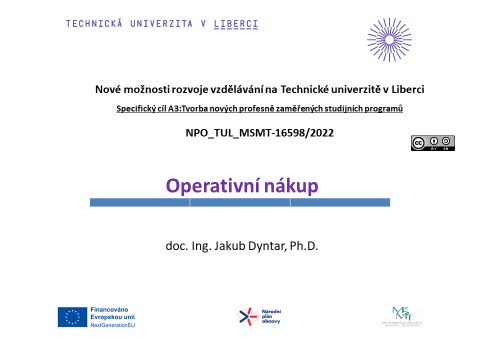 TECHNICKÁ UNIVERZITA V LIBERCI
Nové možnosti rozvoje vzdělávání na Technické univerzitě v Liberci
Specifický cíl A3:Tvorba nových profesně zaměřených studijních programů
NPO_TUL_MSMT-16598/2022
Operativní nákup
doc. Ing. Jakub Dyntar, Ph.D.
Financováno
Evropskou unií
NextGenerationEU
Národní
plán
obnovy